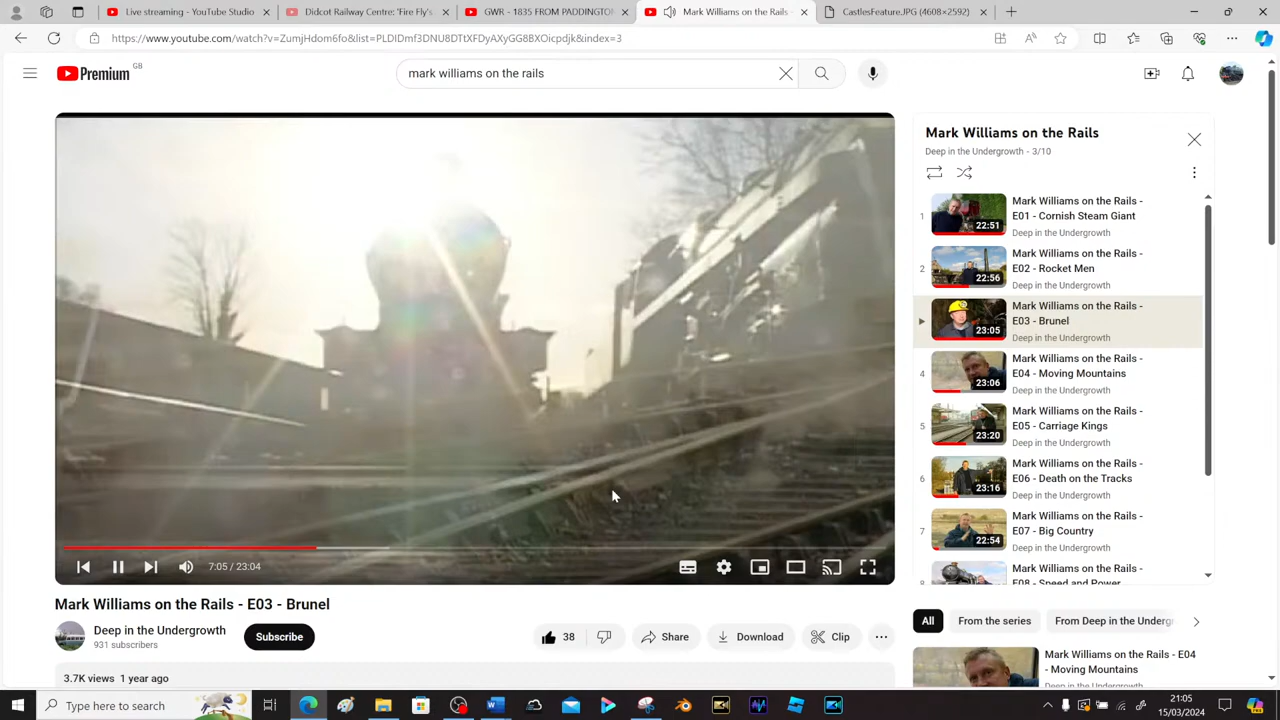 Live streaming - YouTube Studio
Didcot Railway Centre 'Fire Fly's
GWR - 1835 FROM PADDINGTON
Mark Williams on the Rails -
CastlesFeature.JPG (4608×2592)
https://www.youtube.com/watch?v=ZumjHdom6fo&list=PLDIDmf3DNU8DTtXFDyAXyGG8BXOicpdjk&index=3
Premium GB
mark williams on the rails
Mark Williams on the Rails
Deep in the Undergrowth - 3/10
1
Mark Williams on the Rails -
E01 - Cornish Steam Giant
22:51
Deep in the Undergrowth
2
Mark Williams on the Rails -
E02 - Rocket Men
22:56
Deep in the Undergrowth
Mark Williams on the Rails -
E03 - Brunel
23:05
Deep in the Undergrowth
4
Mark Williams on the Rails -
E04 - Moving Mountains
23:06
Deep in the Undergrowth
5
Mark Williams on the Rails -
E05 - Carriage Kings
23:20
Deep in the Undergrowth
6
Mark Williams on the Rails -
E06 - Death on the Tracks
23:16
Deep in the Undergrowth
7
Mark Williams on the Rails -
E07 - Big Country
22:54
Deep in the Undergrowth
8
Mark Williams on the Rails -
E08 - Speed and Power
7:05 / 23:04
Mark Williams on the Rails - E03 - Brunel
Deep in the Undergrowth
931 subscribers
Subscribe
38
Share
Download
Clip
3.7K views 1 year ago
All
From the series
From Deep in the Undergr
Mark Williams on the Rails - E04
- Moving Mountains
Deep in the Undergrowth
Type here to search
21:05
15/03/2024